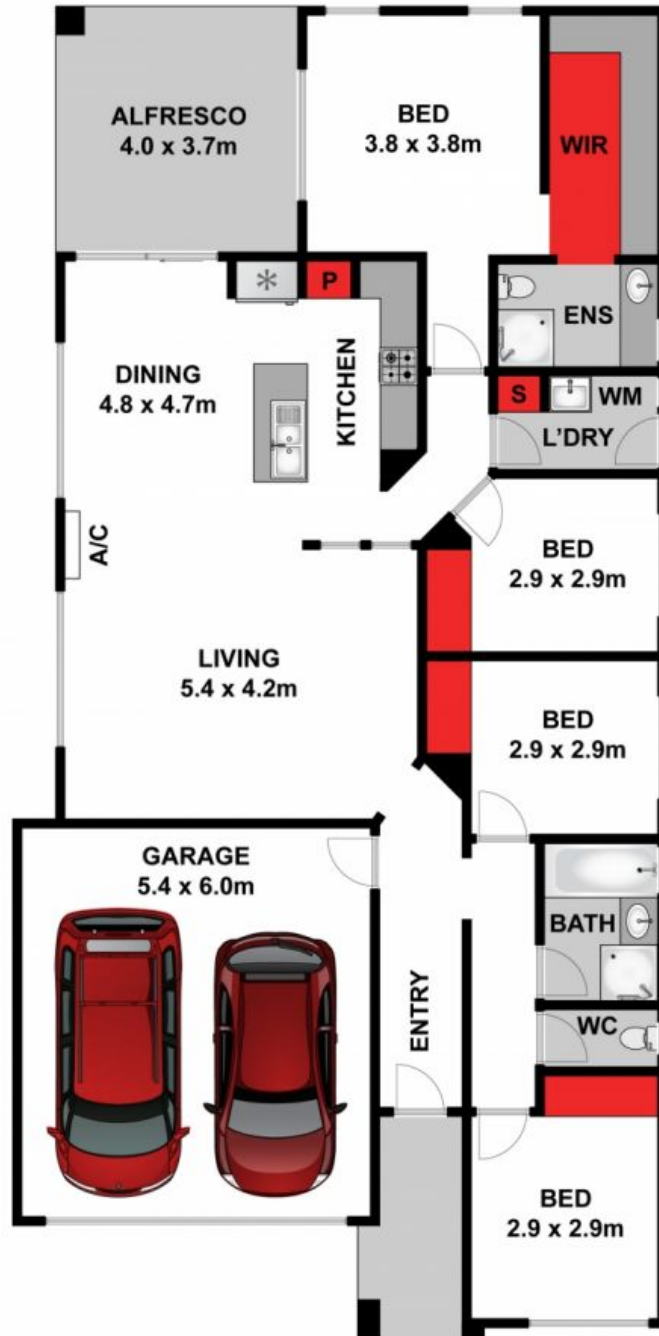 ALFRESCO
4.0 x 3.7m
BED
3.8 x 3.8m
WIR
P
ENS
DINING
4.8 x 4.7m
KITCHEN
S
WM
L'DRY
A/C
BED
2.9 x 2.9m
LIVING
5.4 x 4.2m
BED
2.9 x 2.9m
GARAGE
5.4 x 6.0m
BATH
ENTRY
WC
BED
2.9 x 2.9m